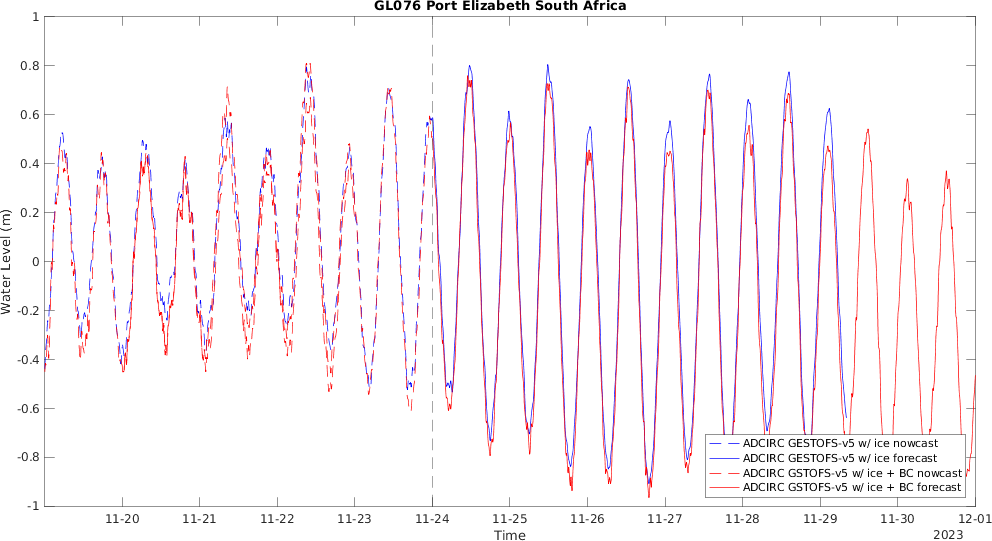 GL076 Port Elizabeth South Africa
1
0.8
0.6
0.4
0.2
0
-0.2
-0.4
-0.6
-0.8
-1
Water Level (m)
ADCIRC GESTOFS-v5 w/ ice nowcast
ADCIRC GESTOFS-v5 w/ ice forecast
ADCIRC GSTOFS-v5 w/ ice + BC nowcast
ADCIRC GSTOFS-v5 w/ ice + BC forecast
11-20 11-21 11-22 11-23 11-24 11-25 11-26 11-27 11-28 11-29 11-30 12-01
Time
2023